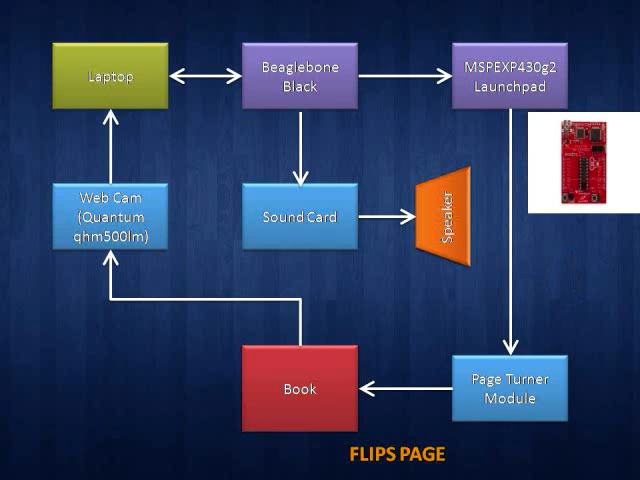 Laptop
Beaglebone
Black
MSPEXP430g2
Launchpad
Web Cam
(Quantum
qhm500lm)
Sound Card
Speaker
Book
Page Turner
Module
FLIPS PAGE